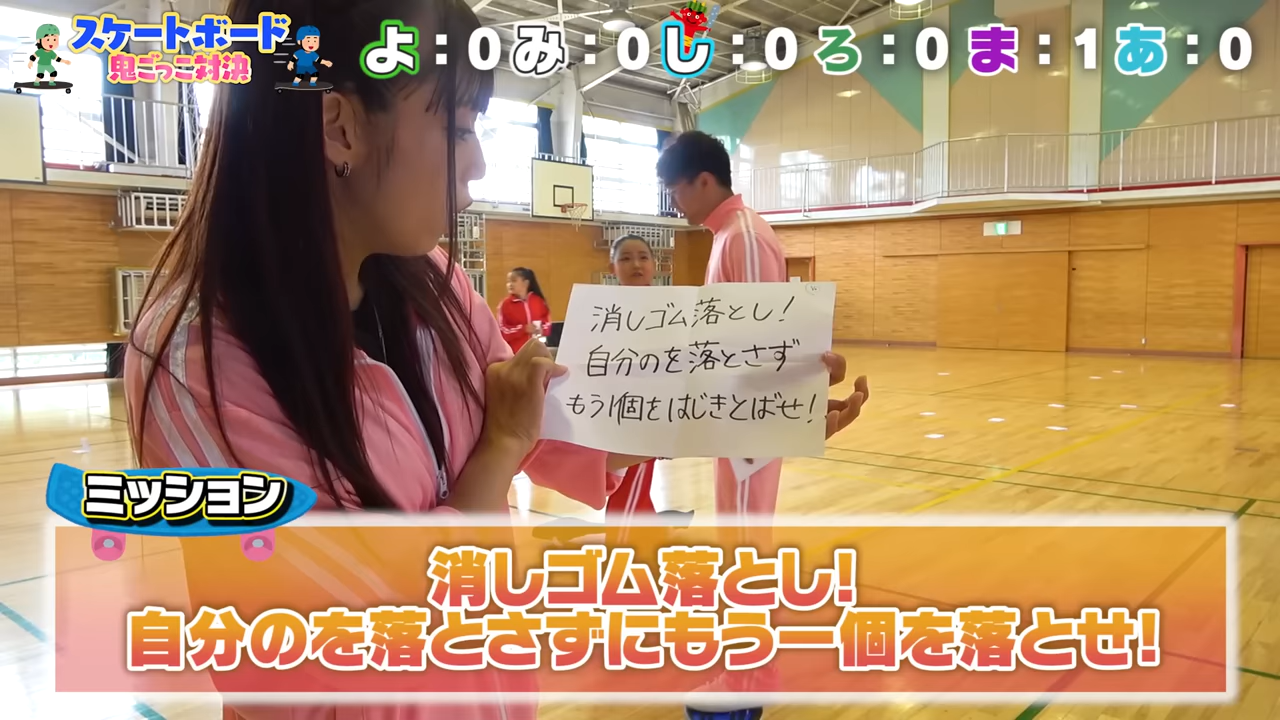 スケートボード
鬼ごっこ対決
よ:0 み:0 し:0 ろ:0 ま:1 あ:0
消しゴム落とし!
自分のを落とさず
もう1個をはじきとばせ!
ミッション
消しゴム落とし!
自分のを落とさずにもう一個を落とせ!